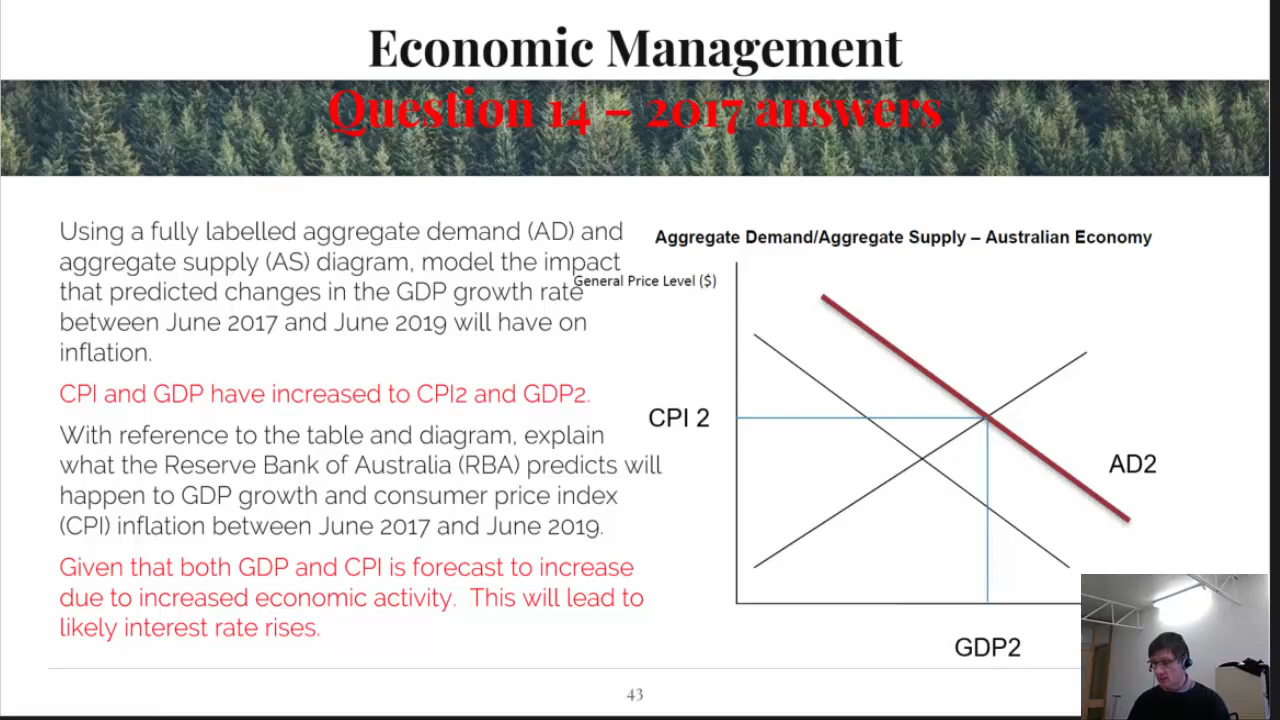 Economic Management
Question 14 – 2017 answers
Using a fully labelled aggregate demand (AD) and
aggregate supply (AS) diagram, model the impact
that predicted changes in the GDP growth rate
between June 2017 and June 2019 will have on
inflation.
CPI and GDP have increased to CPI2 and GDP2.
With reference to the table and diagram, explain
what the Reserve Bank of Australia (RBA) predicts will
happen to GDP growth and consumer price index
(CPI) inflation between June 2017 and June 2019.
Given that both GDP and CPI is forecast to increase
due to increased economic activity. This will lead to
likely interest rate rises.
Aggregate Demand/Aggregate Supply – Australian Economy
General Price Level ($)
CPI 2
AD2
GDP2
43